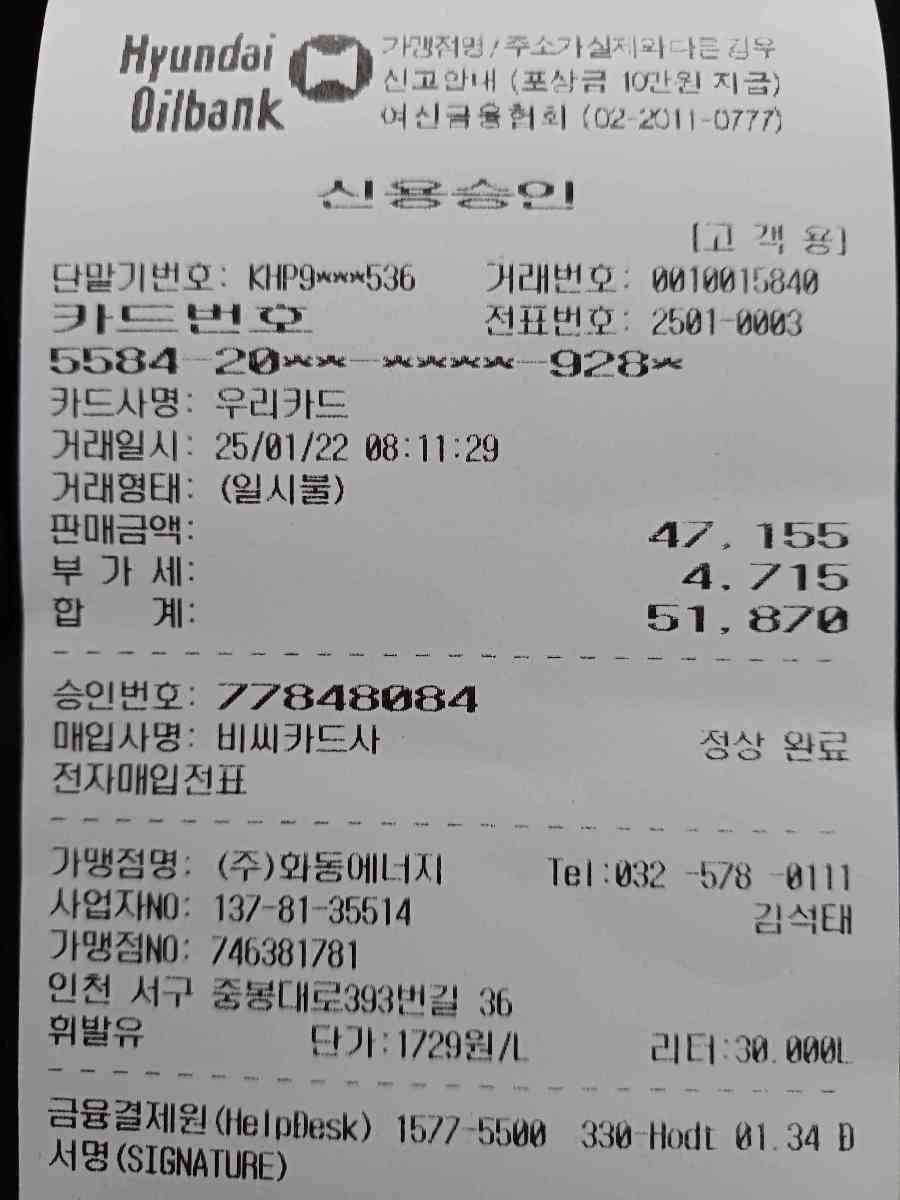 Hyundai Oilbank
가맹점명/주소가실제와다른경우
신고안내 (포상금 10만원 지급)
여신금융협회 (02-2011-0777)
신용승인
[고 객 용]
단말기번호: KHP9***536 거래번호: 0010015840
카드번호 전표번호: 2501-0003
5584-20**-****-928*
카드사명: 우리카드
거래일시: 25/01/22 08:11:29
거래형태: (일시불)
판매금액: 47,155
부 가 세: 4,715
합 계: 51,870
승인번호: 77848084
매입사명: 비씨카드사 정상 완료
전자매입전표
가맹점명: (주)화동에너지 Tel:032 -578 -0111
사업자NO: 137-81-35514 김석태
가맹점NO: 746381781
인천 서구 중봉대로393번길 36
휘발유 단가:1729원/L 리터:30.000L
금융결제원(HelpDesk) 1577-5500 330-Hodt 01.34 D
서명(SIGNATURE)